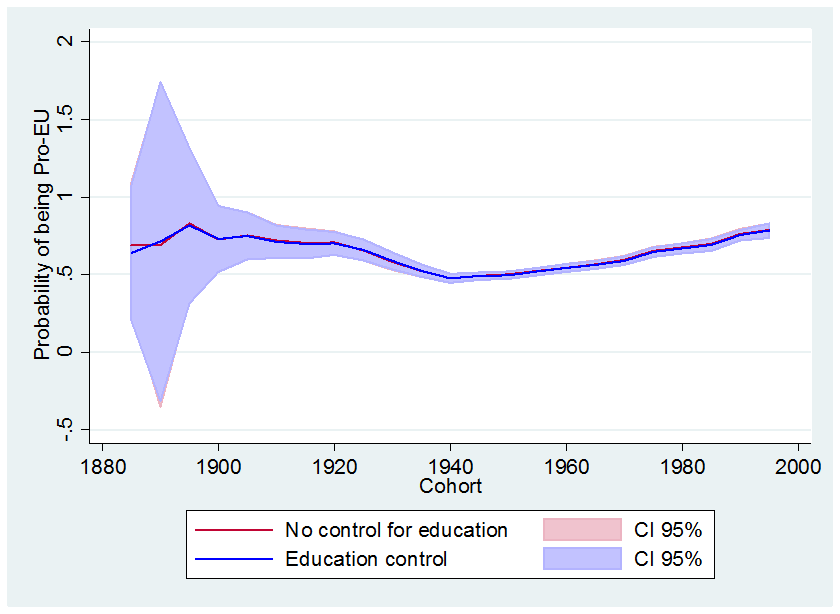 Probability of being Pro-EU
2
1.5
1
.5
0
-.5
1880 1900 1920 1940 1960 1980 2000
Cohort
No control for education CI 95%
Education control CI 95%